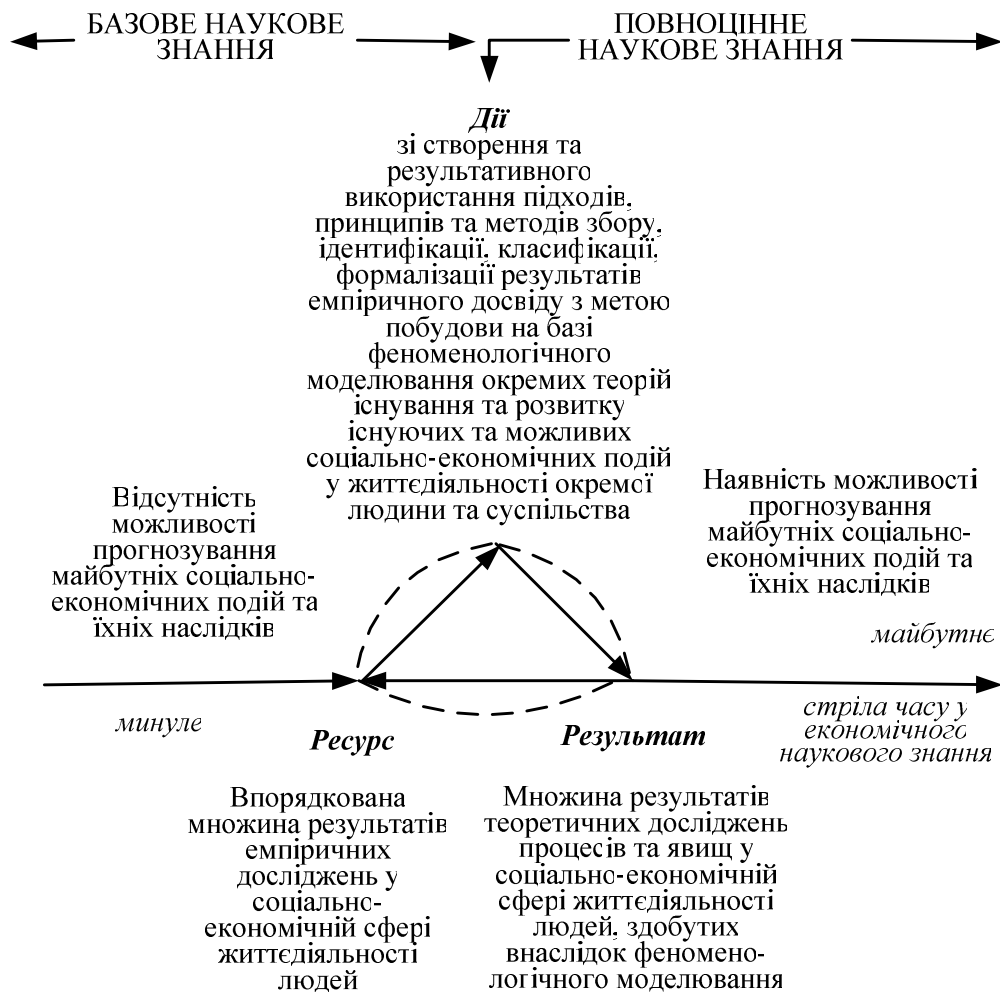 БАЗОВЕ НАУКОВЕ
ЗНАННЯ
ПОВНОЦІННЕ
НАУКОВЕ ЗНАННЯ
Дії
зі створення та
результативного
використання підходів,
принципів та методів збору,
ідентифікації, класифікації,
формалізації результатів
емпіричного досвіду з метою
побудови на базі
феноменологічного
моделювання окремих теорій
існування та розвитку
існуючих та можливих
соціально-економічних подій
у життєдіяльності окремої
людини та суспільства
Відсутність
можливості
прогнозування
майбутніх соціально-
економічних подій та
їхніх наслідків
Наявність можливості
прогнозування
майбутніх соціально-
економічних подій та
їхніх наслідків
майбутнє
минуле
стріла часу у
економічного
наукового знання
Ресурс
Результат
Впорядкована
множина результатів
емпіричних
досліджень у
соціально-
економічній сфері
життєдіяльності
людей
Множина результатів
теоретичних досліджень
процесів та явищ у
соціально-економічній
сфері життєдіяльності
людей, здобутих
внаслідок феномено-
логічного моделювання